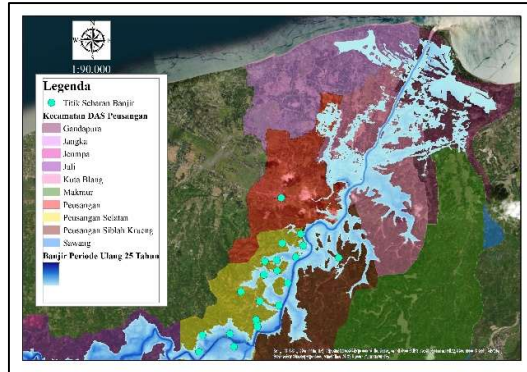 N
W
E
S
1:90.000
Legenda
Titik Sebaran Banjir
Kecamatan DAS Peusangan
Gandapura
Jangka
Jeumpa
Juli
Kuta Blang
Makmur
Peusangan
Peusangan Selatan
Peusangan Siblah Krueng
Sawang
Banjir Periode Ulang 25 Tahun